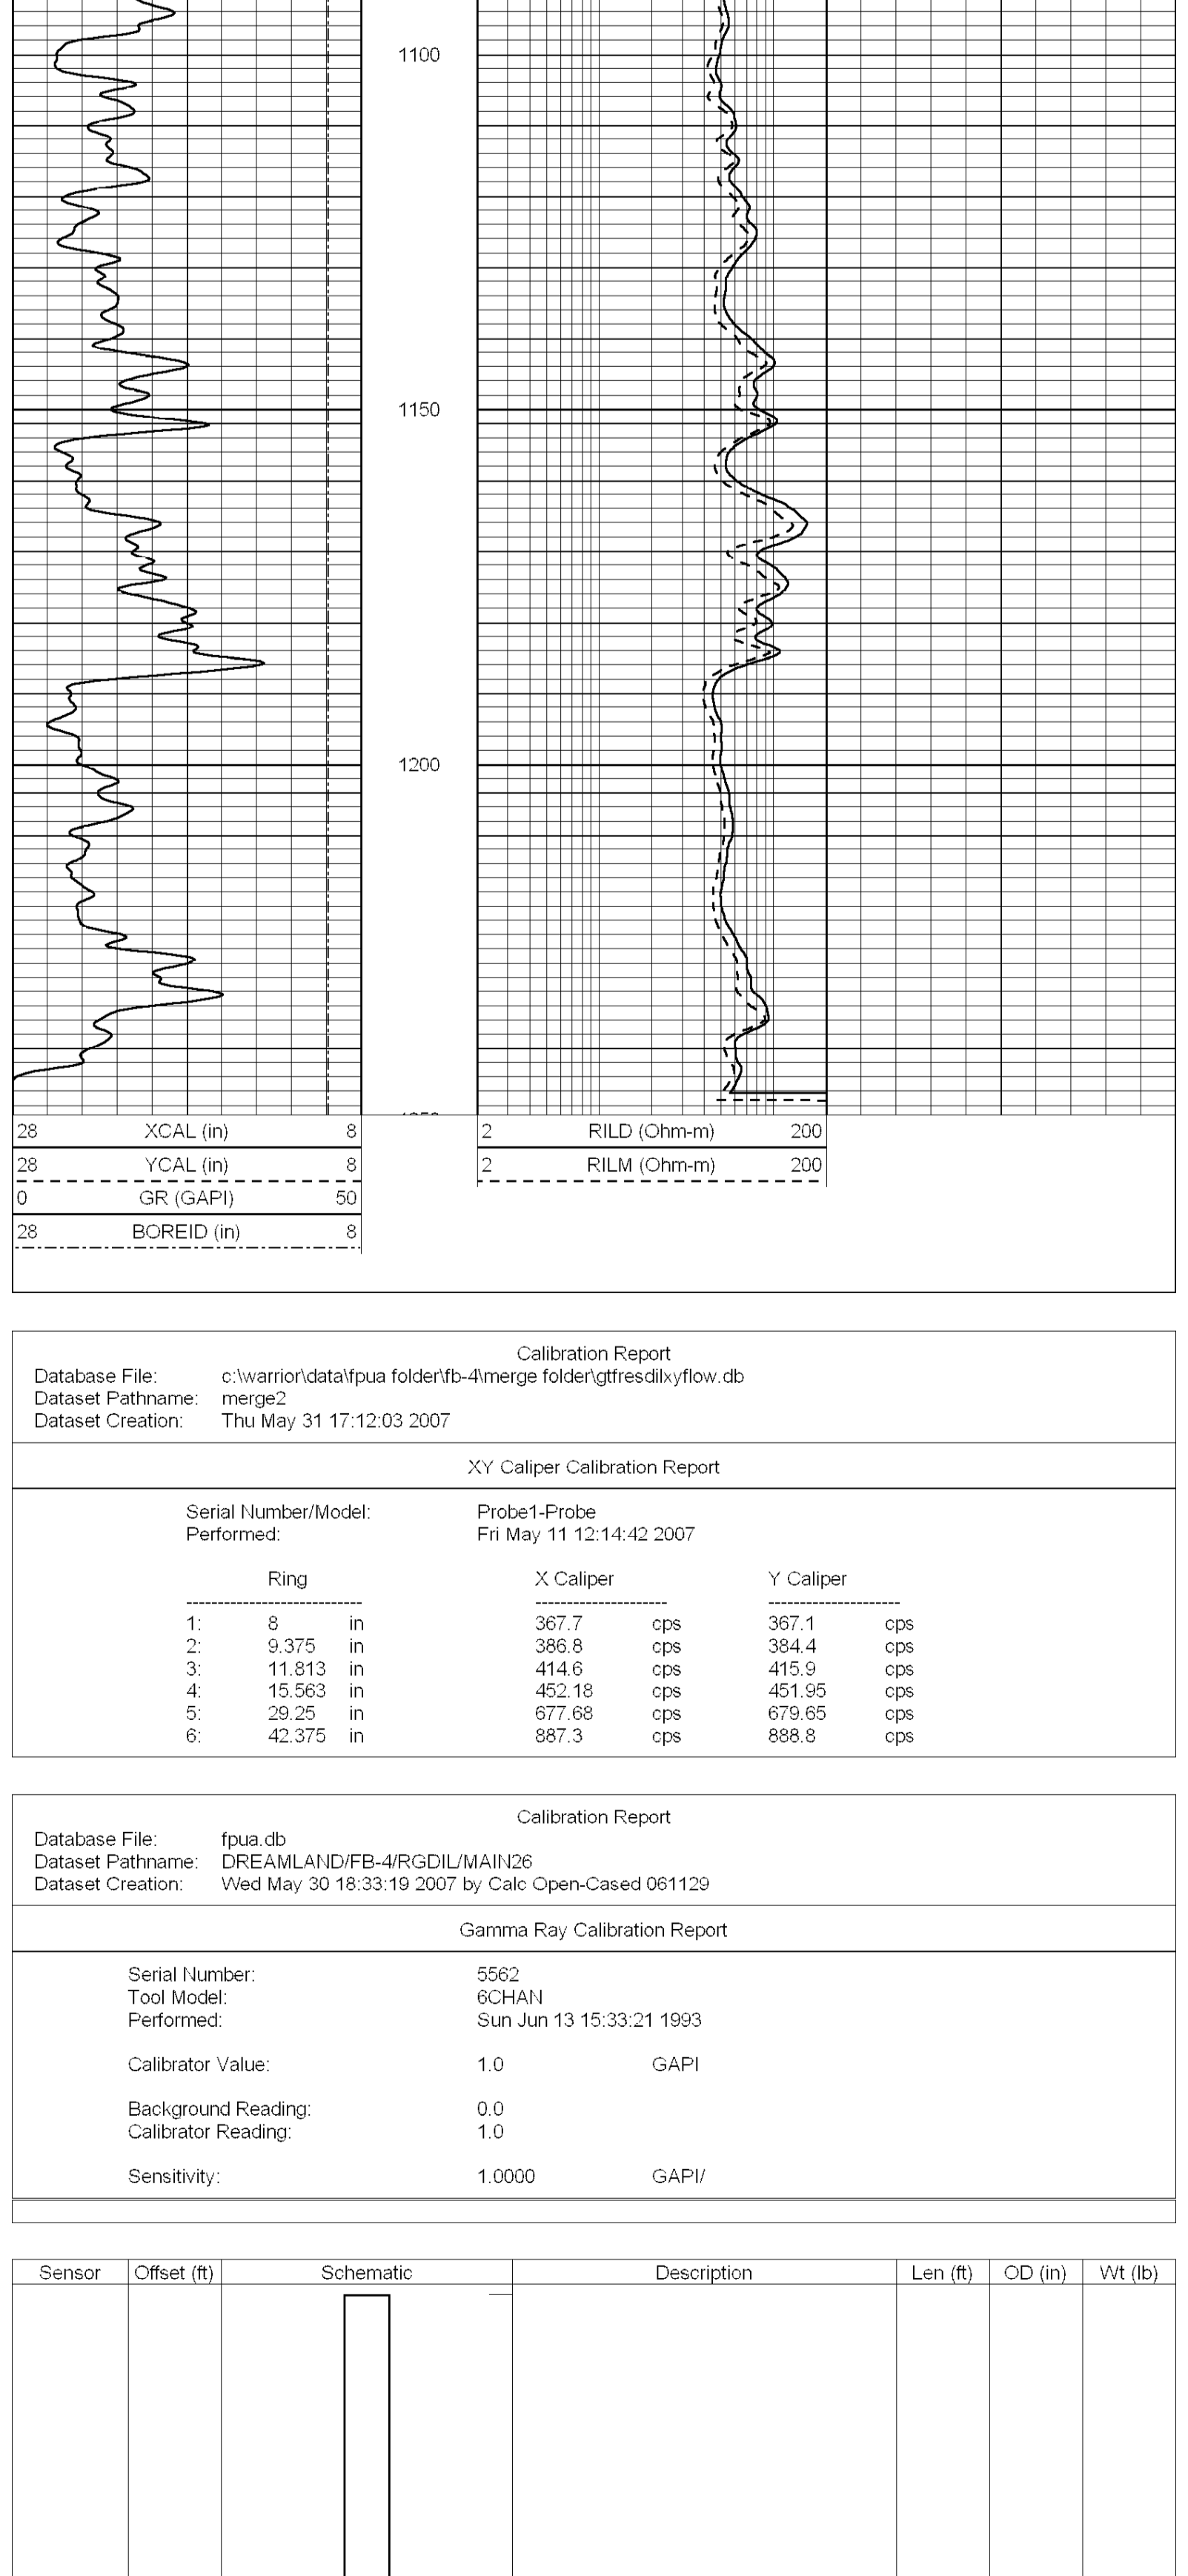 1100
1150
1200
28 XCAL (in) 8
2 RILD (Ohm-m) 200
28 YCAL (in) 8
2 RILM (Ohm-m) 200
0 GR (GAPI) 50
28 BOREID (in) 8
Calibration Report
Database File: c:\warrior\data\fpua folder\fb-4\merge folder\gtfresdilxyflow.db
Dataset Pathname: merge2
Dataset Creation: Thu May 31 17:12:03 2007
XY Caliper Calibration Report
Serial Number/Model: Probe1-Probe
Performed: Fri May 11 12:14:42 2007
Ring X Caliper Y Caliper
1: 8 in 367.7 cps 367.1 cps
2: 9.375 in 386.8 cps 384.4 cps
3: 11.813 in 414.6 cps 415.9 cps
4: 15.563 in 452.18 cps 451.95 cps
5: 29.25 in 677.68 cps 679.65 cps
6: 42.375 in 887.3 cps 888.8 cps
Calibration Report
Database File: fpua.db
Dataset Pathname: DREAMLAND/FB-4/RGDIL/MAIN26
Dataset Creation: Wed May 30 18:33:19 2007 by Calc Open-Cased 061129
Gamma Ray Calibration Report
Serial Number: 5562
Tool Model: 6CHAN
Performed: Sun Jun 13 15:33:21 1993
Calibrator Value: 1.0 GAPI
Background Reading: 0.0
Calibrator Reading: 1.0
Sensitivity: 1.0000 GAPI/
Sensor Offset (ft) Schematic Description Len (ft) OD (in) Wt (lb)